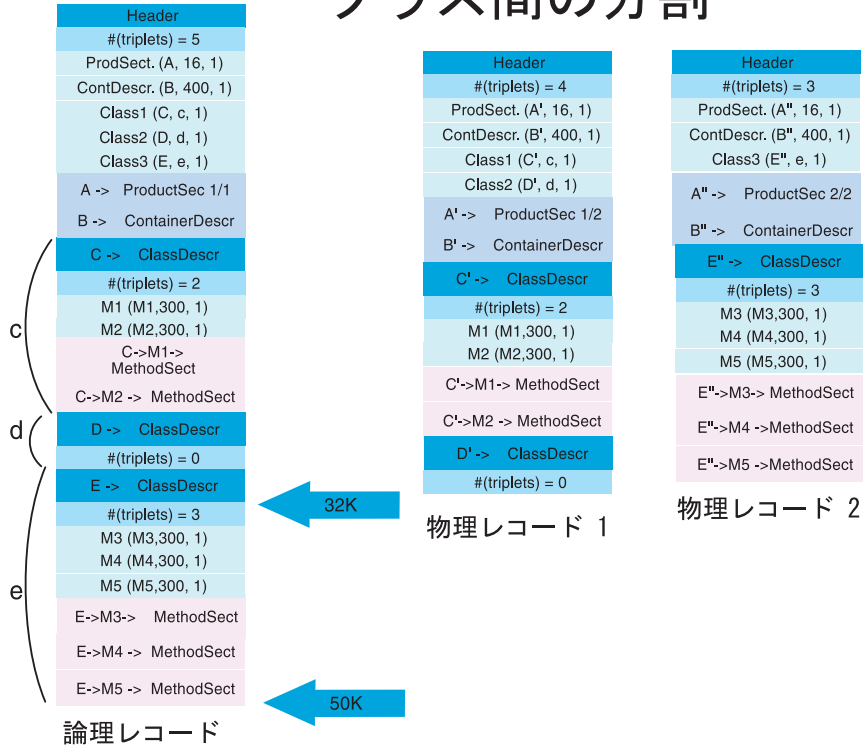 クラス間の分割
Header
#(triplets) = 5
ProdSect. (A, 16, 1)
ContDescr. (B, 400, 1)
Class1 (C, c, 1)
Class2 (D, d, 1)
Class3 (E, e, 1)
A -> ProductSec 1/1
B -> ContainerDescr
C -> ClassDescr
#(triplets) = 2
M1 (M1,300, 1)
M2 (M2,300, 1)
C->M1->
MethodSect
C->M2 -> MethodSect
D -> ClassDescr
#(triplets) = 0
E -> ClassDescr
#(triplets) = 3
M3 (M3,300, 1)
M4 (M4,300, 1)
M5 (M5,300, 1)
E->M3-> MethodSect
E->M4 -> MethodSect
E->M5 -> MethodSect
c
d
e
論理レコード
32K
50K
Header
#(triplets) = 4
ProdSect. (A', 16, 1)
ContDescr. (B', 400, 1)
Class1 (C', c, 1)
Class2 (D', d, 1)
A' -> ProductSec 1/2
B' -> ContainerDescr
C' -> ClassDescr
#(triplets) = 2
M1 (M1,300, 1)
M2 (M2,300, 1)
C'->M1-> MethodSect
C'->M2 -> MethodSect
D' -> ClassDescr
#(triplets) = 0
物理レコード 1
Header
#(triplets) = 3
ProdSect. (A", 16, 1)
ContDescr. (B", 400, 1)
Class3 (E", e, 1)
A" -> ProductSec 2/2
B" -> ContainerDescr
E" -> ClassDescr
#(triplets) = 3
M3 (M3,300, 1)
M4 (M4,300, 1)
M5 (M5,300, 1)
E"->M3-> MethodSect
E"->M4 ->MethodSect
E"->M5 ->MethodSect
物理レコード 2